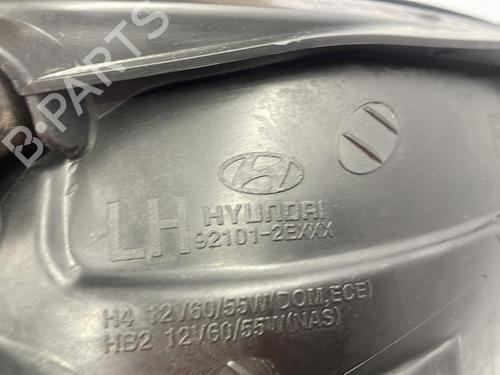 B-PARTS
LH HYUNDAI
92101-2EXXX
H4 12V60/55W(DOM,ECE)
HB2 12V60/55W(NAS)